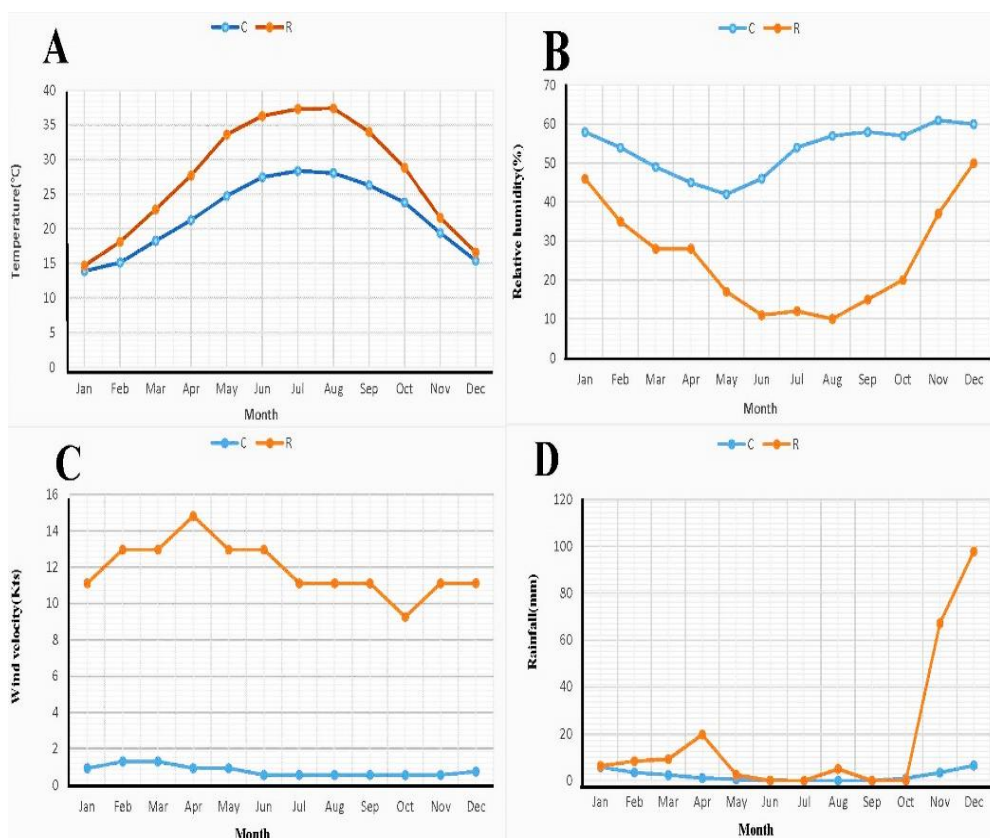 A
C R
Temperature(°C)
40
35
30
25
20
15
10
5
0
Jan Feb Mar Apr May Jun Jul Aug Sep Oct Nov Dec
Month
B
C R
Relative humidity(%)
70
60
50
40
30
20
10
0
Jan Feb Mar Apr May Jun Jul Aug Sep Oct Nov Dec
Month
C
C R
Wind velocity(Kts)
16
14
12
10
8
6
4
2
0
Jan Feb Mar Apr May Jun Jul Aug Sep Oct Nov Dec
Month
D
C R
Rainfall(mm)
120
100
80
60
40
20
0
Jan Feb Mar Apr May Jun Jul Aug Sep Oct Nov Dec
Month